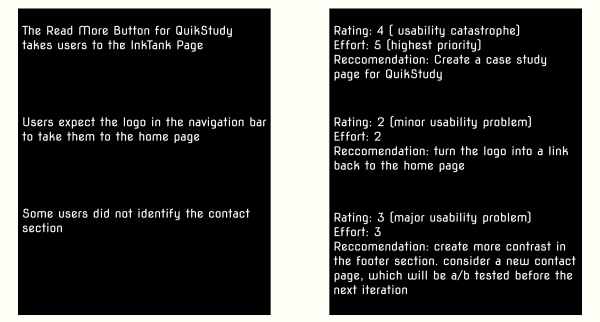 The Read More Button for QuikStudy
takes users to the InkTank Page
Rating: 4 ( usability catastrophe)
Effort: 5 (highest priority)
Reccomendation: Create a case study
page for QuikStudy
Users expect the logo in the navigation bar
to take them to the home page
Rating: 2 (minor usability problem)
Effort: 2
Reccomendation: turn the logo into a link
back to the home page
Some users did not identify the contact
section
Rating: 3 (major usability problem)
Effort: 3
Reccomendation: create more contrast in
the footer section. consider a new contact
page, which will be a/b tested before the
next iteration